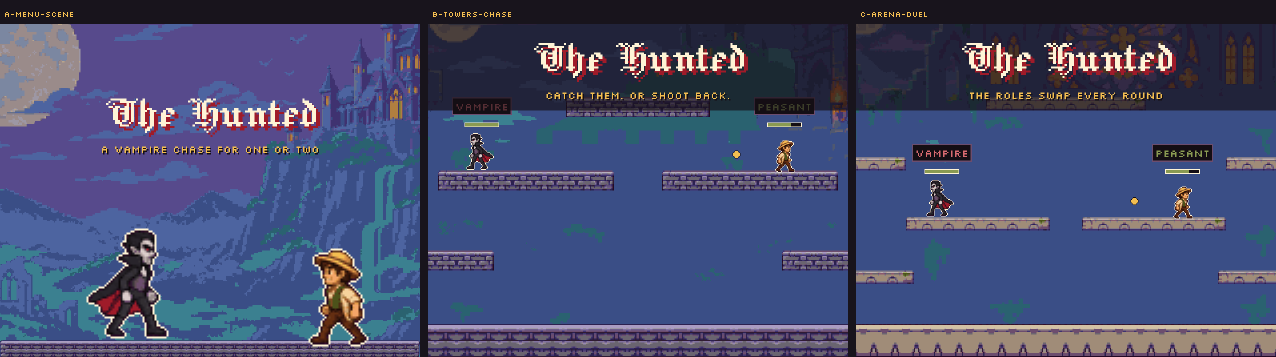 A-MENU-SCENE
The Hunted
A VAMPIRE CHASE FOR ONE OR TWO
B-TOWERS-CHASE
The Hunted
CATCH THEM, OR SHOOT BACK.
VAMPIRE
PEASANT
C-ARENA-DUEL
The Hunted
THE ROLES SWAP EVERY ROUND
VAMPIRE
PEASANT